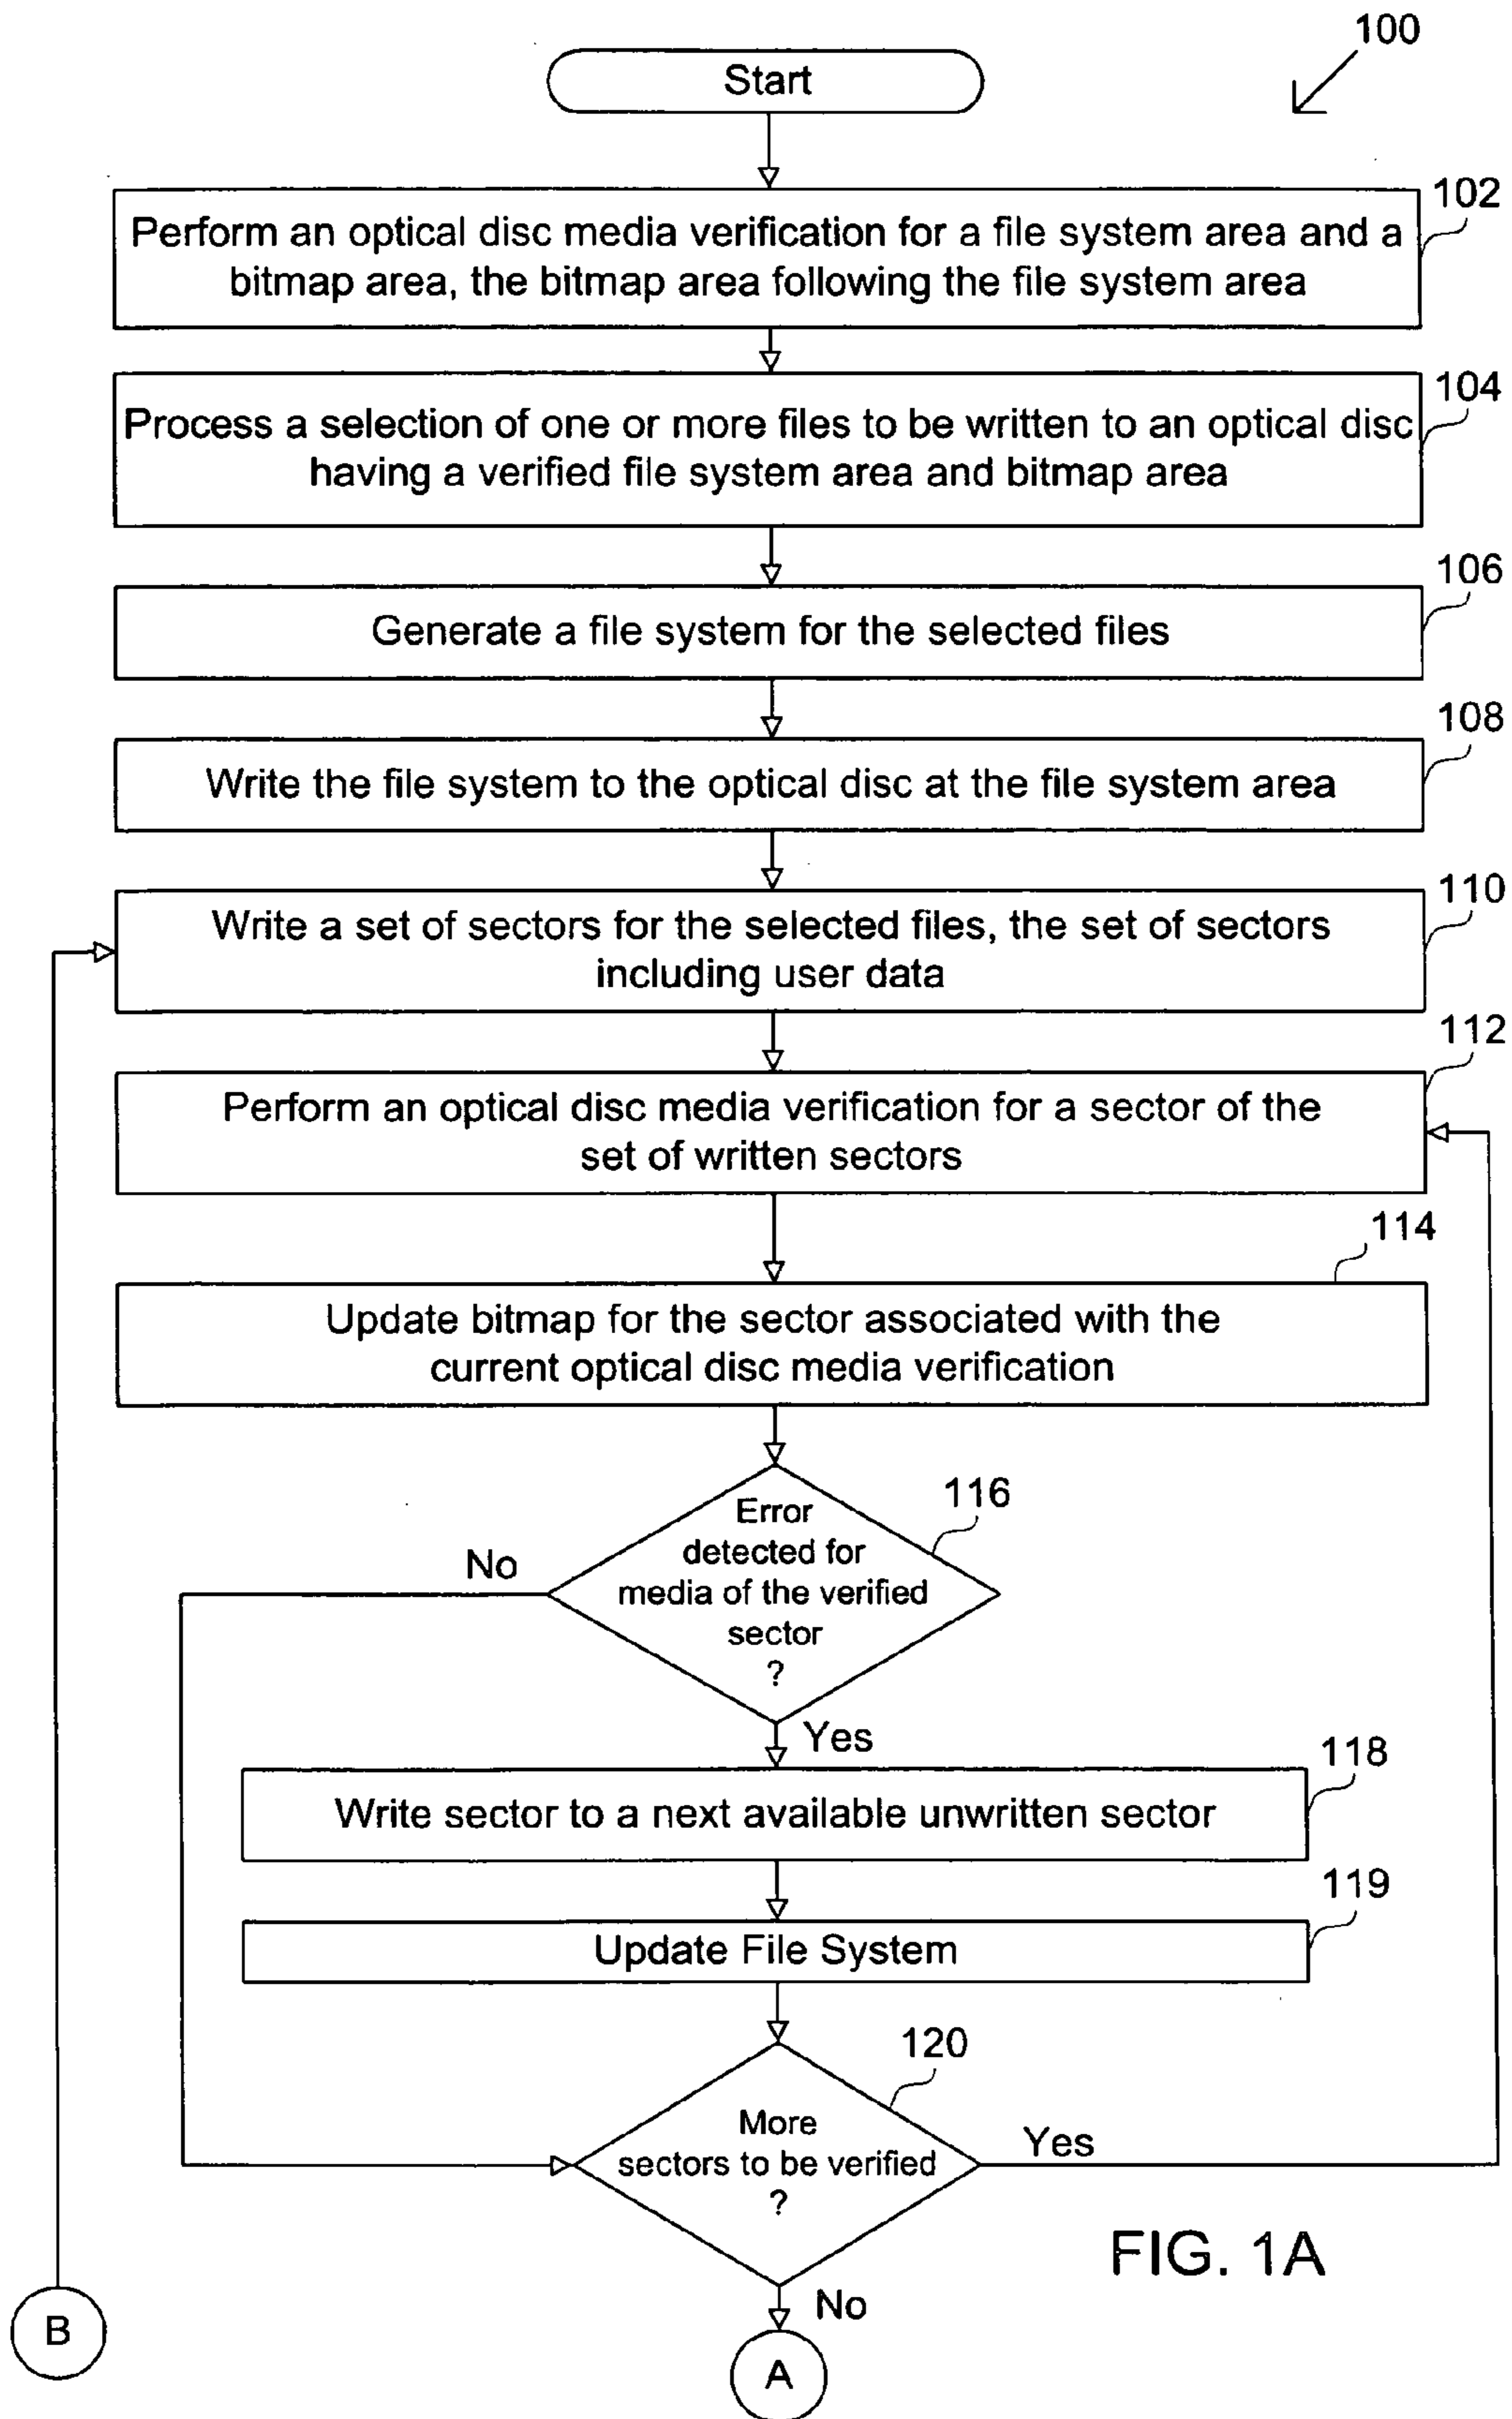 100
Start
102
Perform an optical disc media verification for a file system area and a
bitmap area, the bitmap area following the file system area
104
Process a selection of one or more files to be written to an optical disc
having a verified file system area and bitmap area
106
Generate a file system for the selected files
108
Write the file system to the optical disc at the file system area
110
Write a set of sectors for the selected files, the set of sectors
including user data
112
Perform an optical disc media verification for a sector of the
set of written sectors
114
Update bitmap for the sector associated with the
current optical disc media verification
116
Error
detected for
media of the verified
sector
?
No
Yes
118
Write sector to a next available unwritten sector
119
Update File System
120
More
sectors to be verified
?
Yes
No
FIG. 1A
B
A